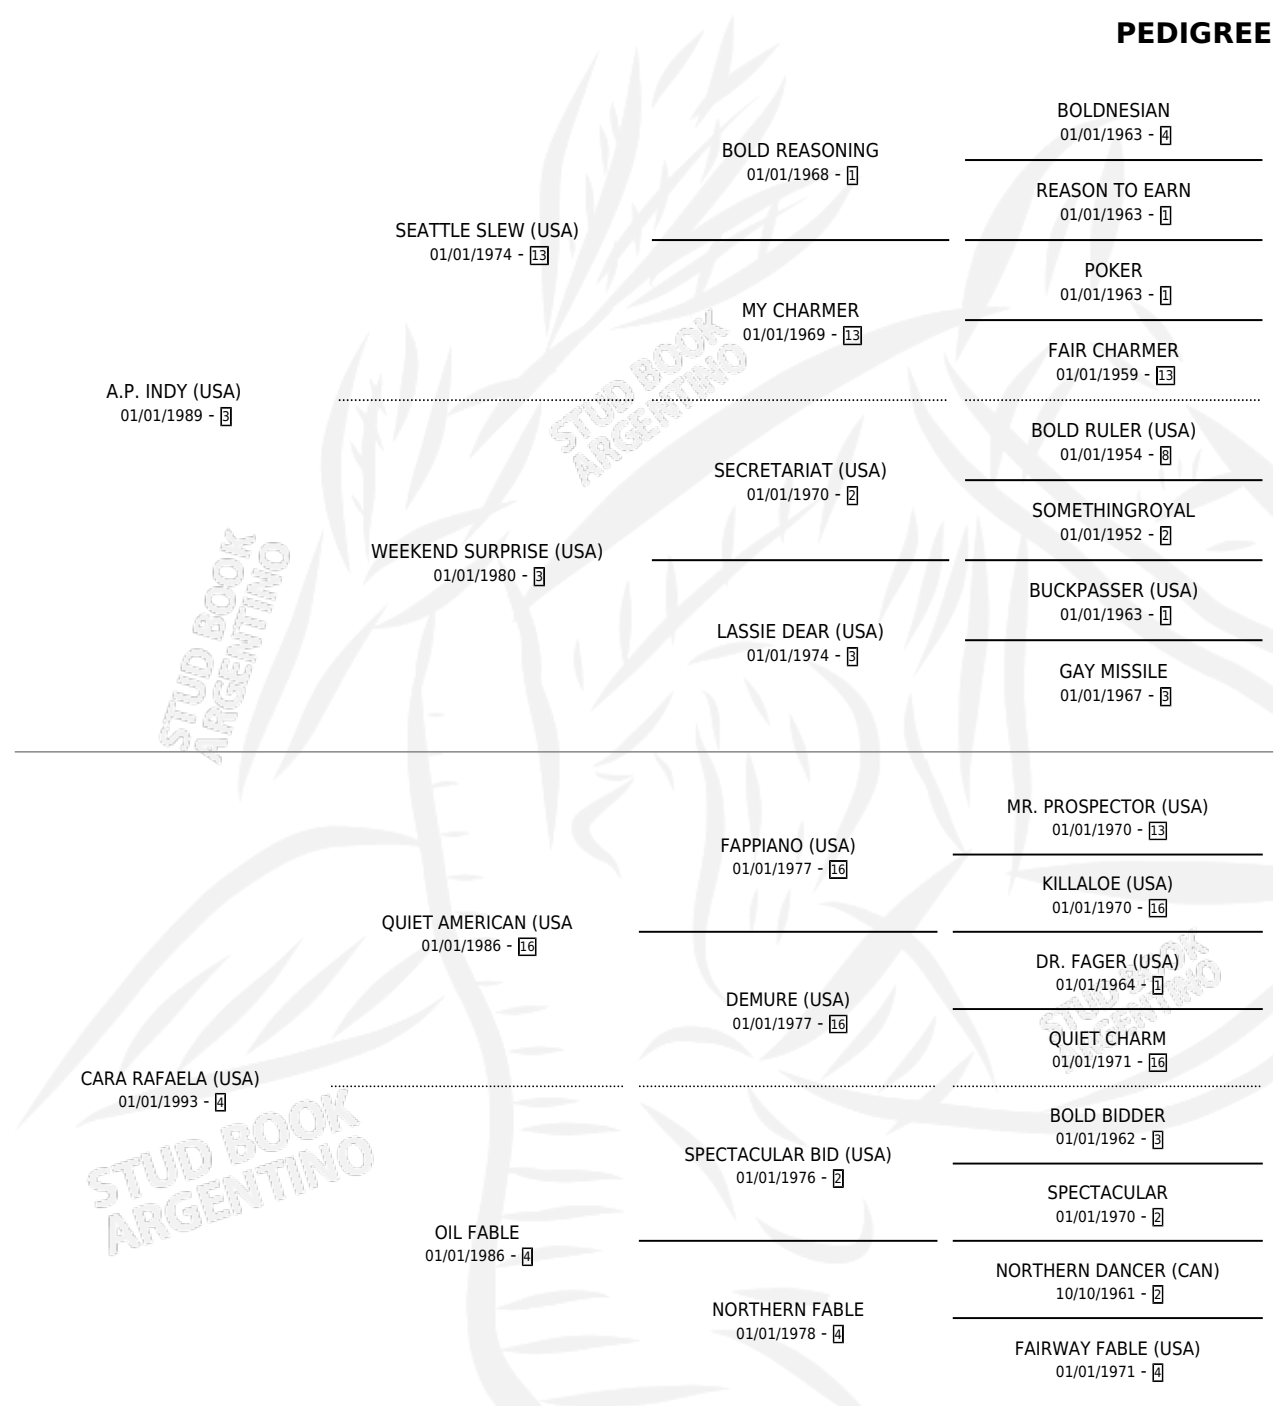 PEDIGREE
BOLDNESIAN
01/01/1963 - 4
BOLD REASONING
01/01/1968 - 1
REASON TO EARN
01/01/1963 - 1
SEATTLE SLEW (USA)
01/01/1974 - 13
POKER
01/01/1963 - 1
MY CHARMER
01/01/1969 - 13
FAIR CHARMER
01/01/1959 - 13
A.P. INDY (USA)
01/01/1989 - 3
STUD BOOK
ARGENTINO
BOLD RULER (USA)
01/01/1954 - 8
SECRETARIAT (USA)
01/01/1970 - 2
SOMETHINGROYAL
01/01/1952 - 2
WEEKEND SURPRISE (USA)
01/01/1980 - 3
BUCKPASSER (USA)
01/01/1963 - 1
LASSIE DEAR (USA)
01/01/1974 - 3
GAY MISSILE
01/01/1967 - 3
STUD BOOK
ARGENTINO
MR. PROSPECTOR (USA)
01/01/1970 - 13
FAPPIANO (USA)
01/01/1977 - 16
KILLALOE (USA)
01/01/1970 - 16
QUIET AMERICAN (USA
01/01/1986 - 16
DR. FAGER (USA)
01/01/1964 - 1
DEMURE (USA)
01/01/1977 - 16
STUD BOOK
ARGENTINO
QUIET CHARM
01/01/1971 - 16
CARA RAFAELA (USA)
01/01/1993 - 4
BOLD BIDDER
01/01/1962 - 3
SPECTACULAR BID (USA)
01/01/1976 - 2
SPECTACULAR
01/01/1970 - 2
STUD BOOK
ARGENTINO
OIL FABLE
01/01/1986 - 4
NORTHERN DANCER (CAN)
10/10/1961 - 2
NORTHERN FABLE
01/01/1978 - 4
FAIRWAY FABLE (USA)
01/01/1971 - 4